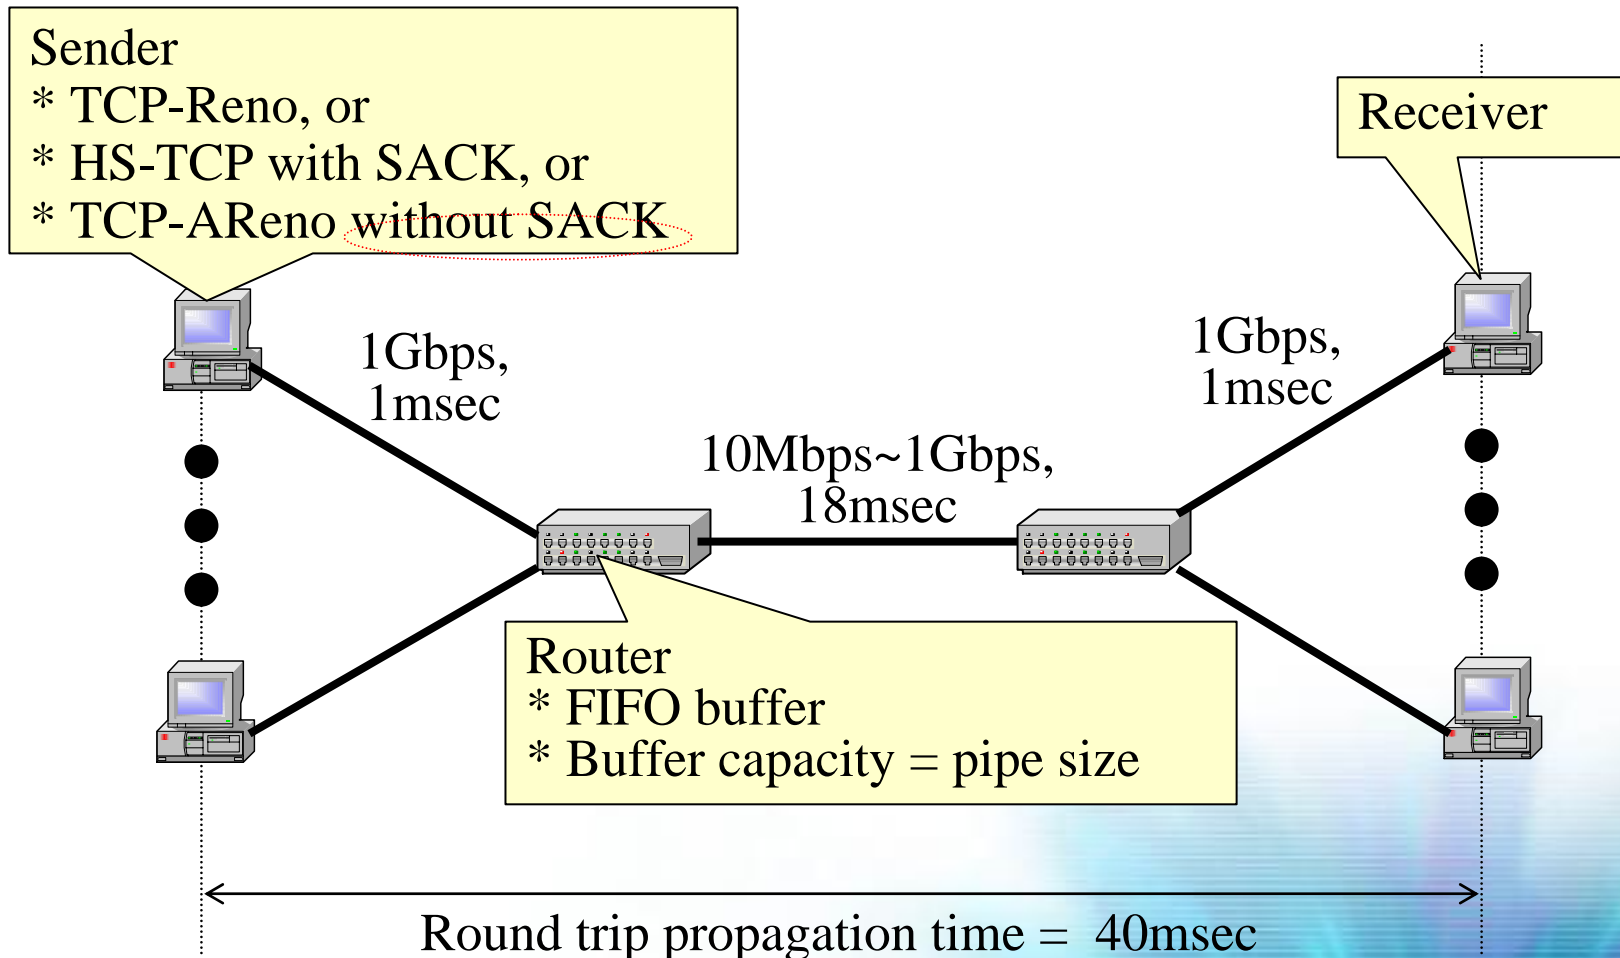 Sender
* TCP-Reno, or
* HS-TCP with SACK, or
* TCP-AReno without SACK
Receiver
1Gbps,
1msec
1Gbps,
1msec
10Mbps~1Gbps,
18msec
Router
* FIFO buffer
* Buffer capacity = pipe size
Round trip propagation time = 40msec